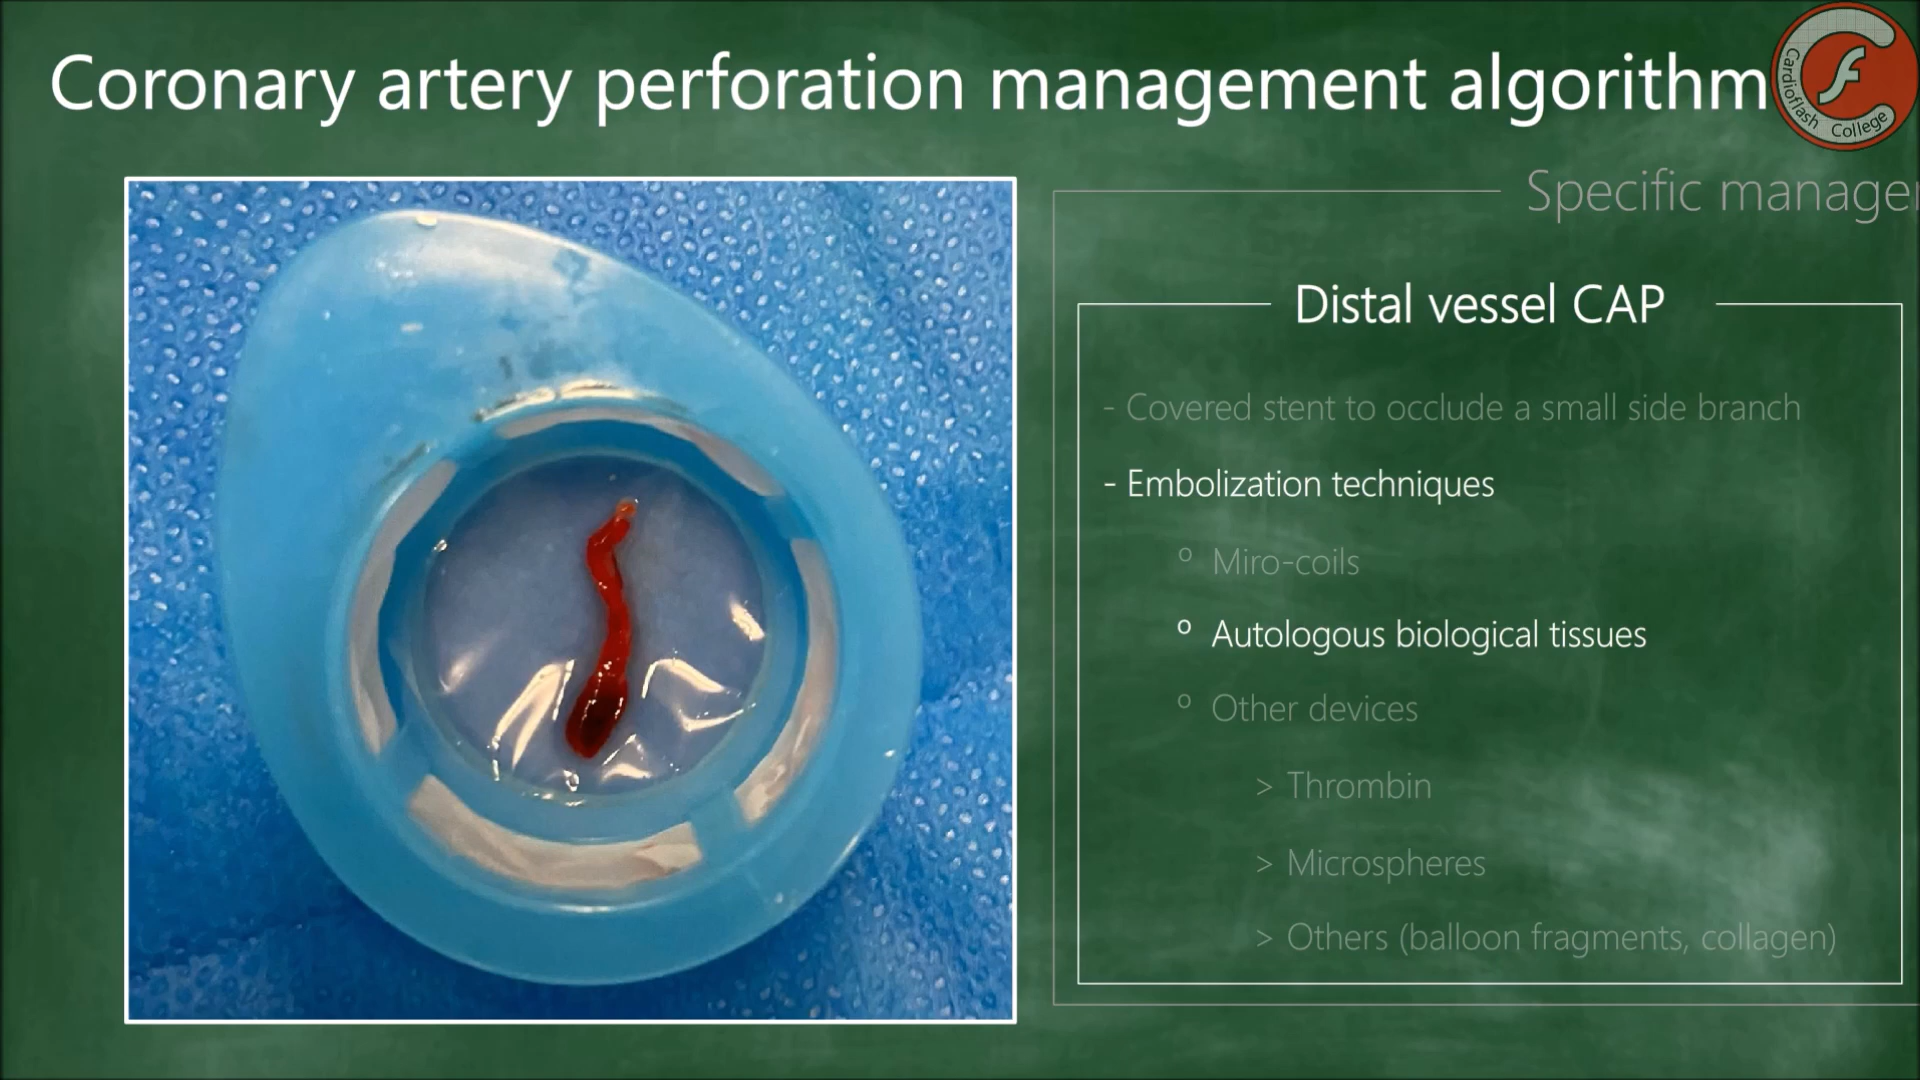 Coronary artery perforation management algorithm
Cardioflash College
Specific manage
Distal vessel CAP
- Covered stent to occlude a small side branch
- Embolization techniques
o Miro-coils
o Autologous biological tissues
o Other devices
> Thrombin
> Microspheres
> Others (balloon fragments, collagen)